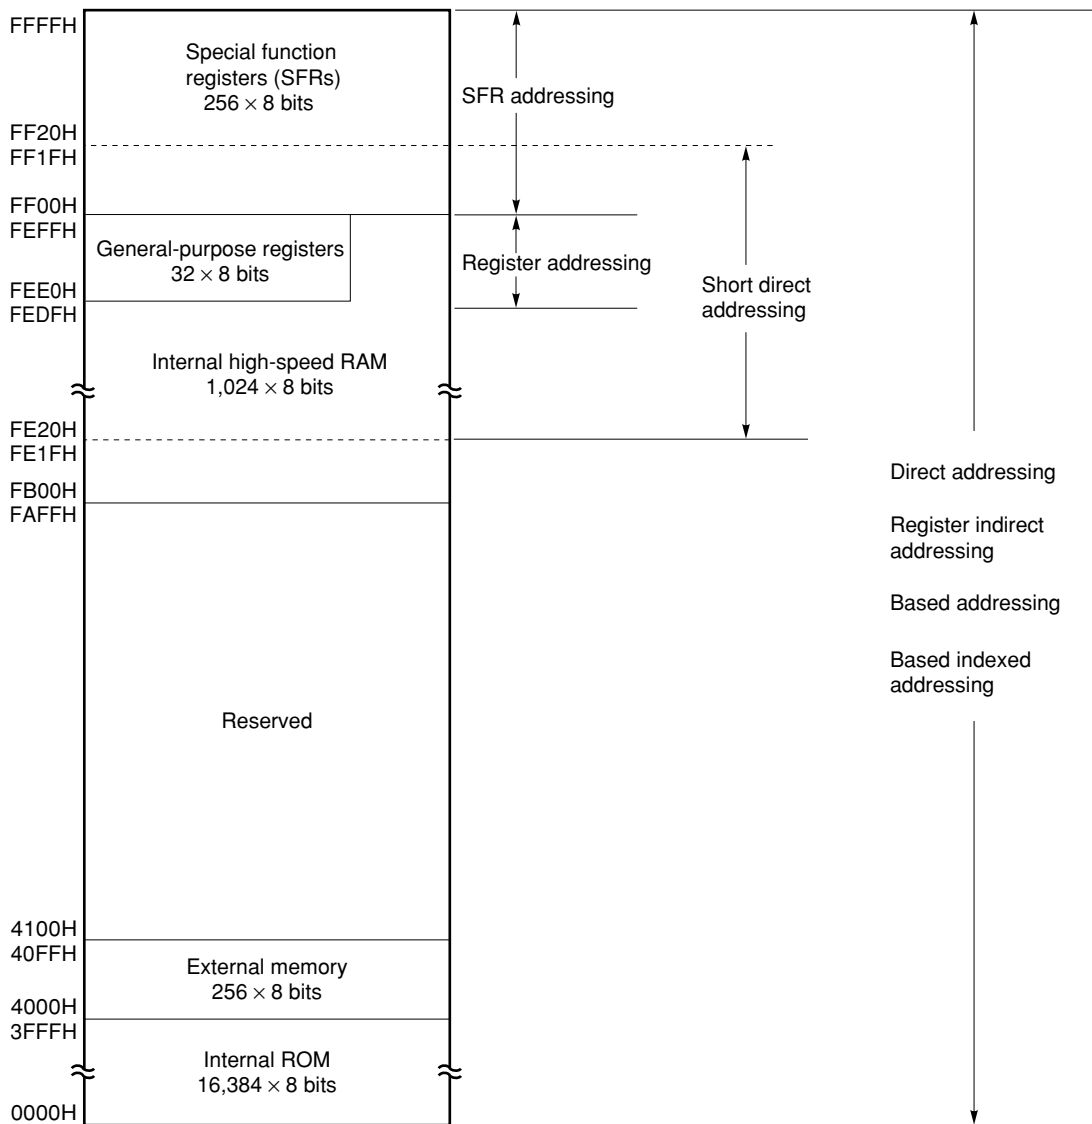 FFFFH
Special function
registers (SFRs)
256 × 8 bits
SFR addressing
FF20H
FF1FH
FF00H
FEFFH
General-purpose registers
32 × 8 bits
Register addressing
Short direct
addressing
FEE0H
FEDFH
Internal high-speed RAM
1,024 × 8 bits
FE20H
FE1FH
FB00H
FAFFH
Direct addressing
Register indirect
addressing
Based addressing
Based indexed
addressing
Reserved
4100H
40FFH
External memory
256 × 8 bits
4000H
3FFFH
Internal ROM
16,384 × 8 bits
0000H